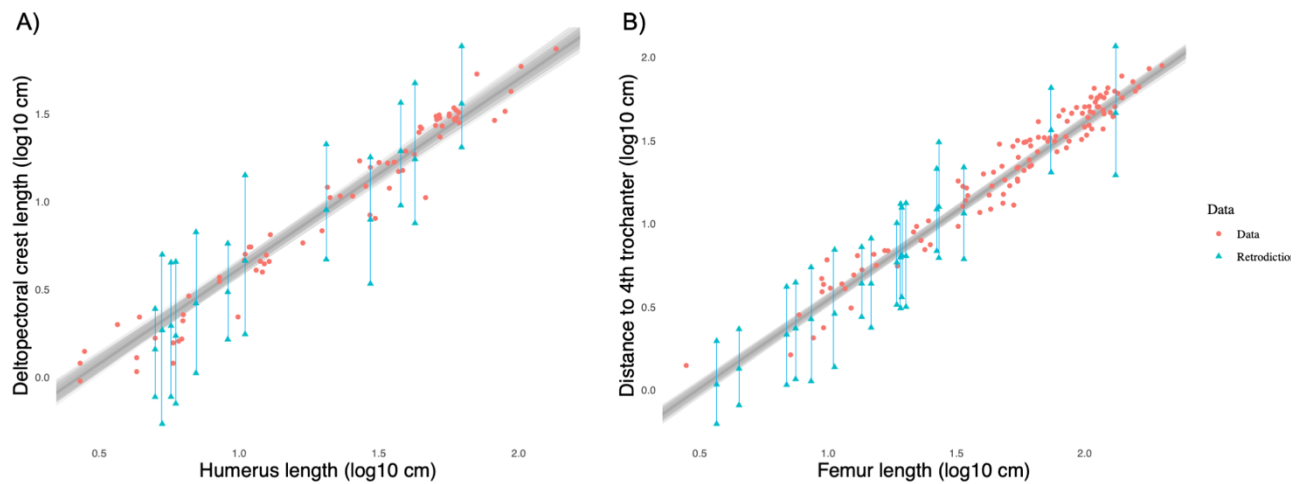 A)
Deltopectoral crest length (log10 cm)
1.5
1.0
0.5
0.0
0.5 1.0 1.5 2.0
Humerus length (log10 cm)
B)
Distance to 4th trochanter (log10 cm)
2.0
1.5
1.0
0.5
0.0
0.5 1.0 1.5 2.0
Femur length (log10 cm)
Data
Data
Retrodiction